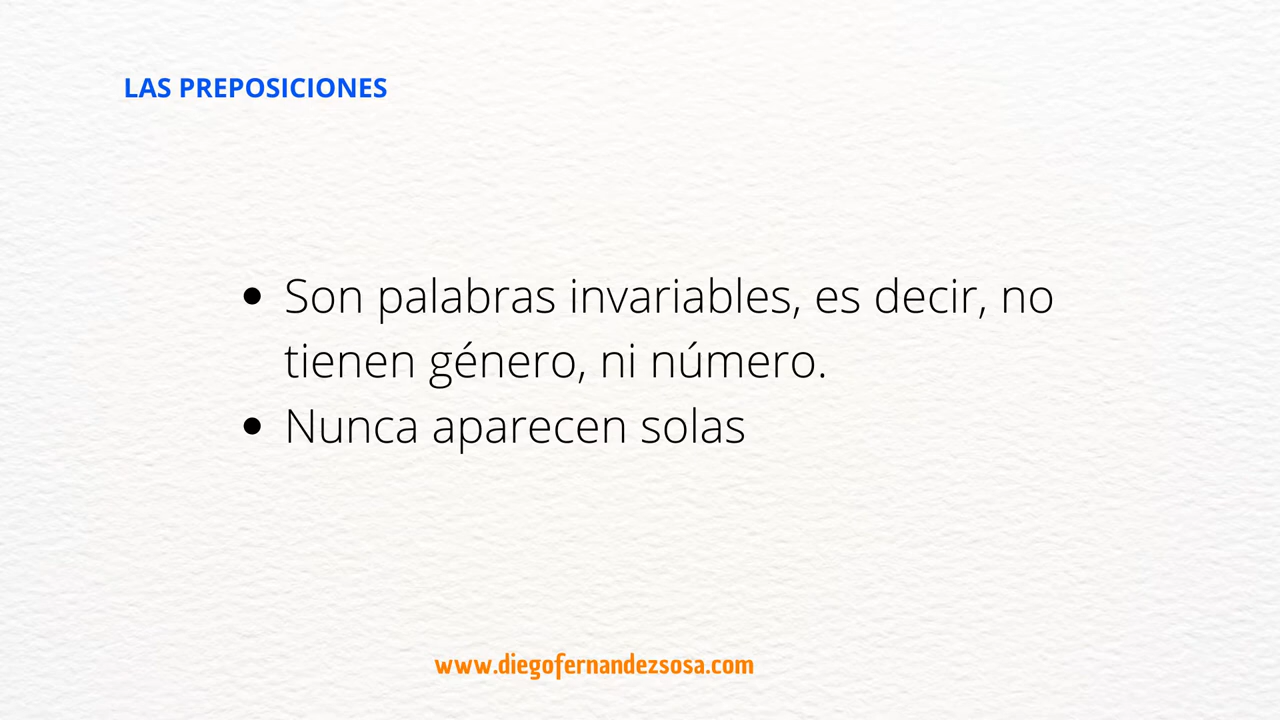 LAS PREPOSICIONES
• Son palabras invariables, es decir, no
tienen género, ni número.
• Nunca aparecen solas
www.diegofernandezsosa.com